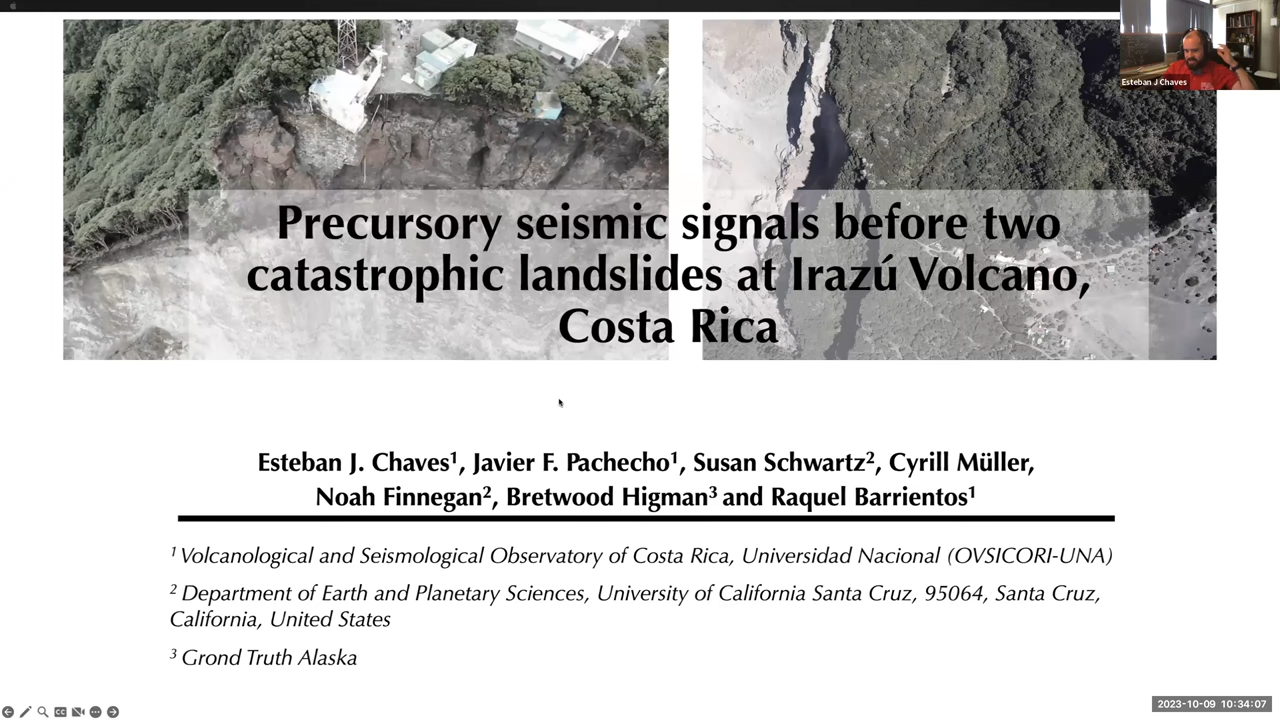 Esteban J Chaves
Precursory seismic signals before two
catastrophic landslides at Irazú Volcano,
Costa Rica
Esteban J. Chaves¹, Javier F. Pachecho¹, Susan Schwartz², Cyrill Müller,
Noah Finnegan², Bretwood Higman³ and Raquel Barrientos¹
¹ Volcanological and Seismological Observatory of Costa Rica, Universidad Nacional (OVSICORI-UNA)
² Department of Earth and Planetary Sciences, University of California Santa Cruz, 95064, Santa Cruz,
California, United States
³ Grond Truth Alaska
CC
2023-10-09 10:34:07